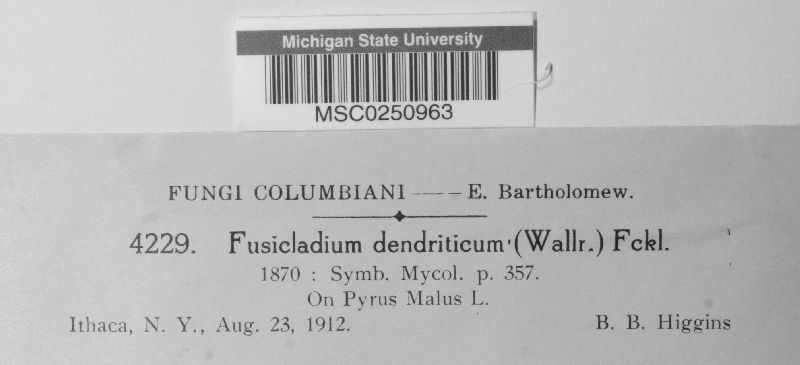 Michigan State University
MSC0250963
FUNGI COLUMBIANI — — E. Bartholomew.
4229. Fusicladium dendriticum (Wallr.) Fckl.
1870 : Symb. Mycol. p. 357.
On Pyrus Malus L.
Ithaca, N. Y., Aug. 23, 1912. B. B. Higgins